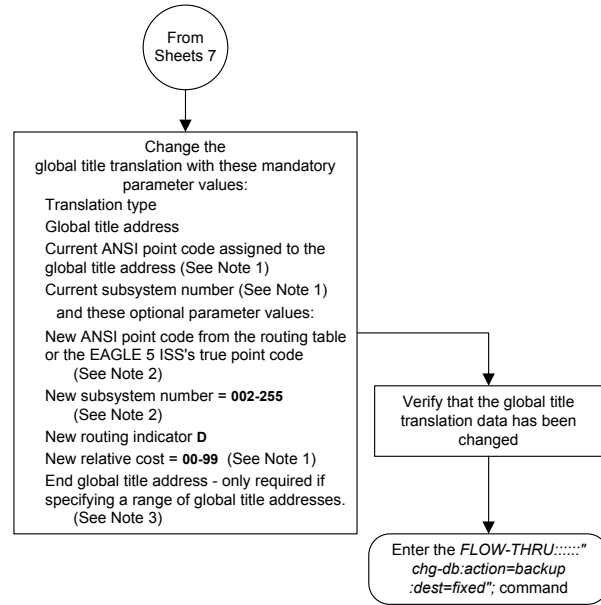 From
Sheets 7
Change the
global title translation with these mandatory
parameter values:
Translation type
Global title address
Current ANSI point code assigned to the
global title address (See Note 1)
Current subsystem number (See Note 1)
and these optional parameter values:
New ANSI point code from the routing table
or the EAGLE 5 ISS's true point code
(See Note 2)
New subsystem number = 002-255
(See Note 2)
New routing indicator D
New relative cost = 00-99 (See Note 1)
End global title address - only required if
specifying a range of global title addresses.
(See Note 3)
Verify that the global title
translation data has been
changed
Enter the FLOW-THRU::::::"
chg-db:action=backup
:dest=fixed"; command